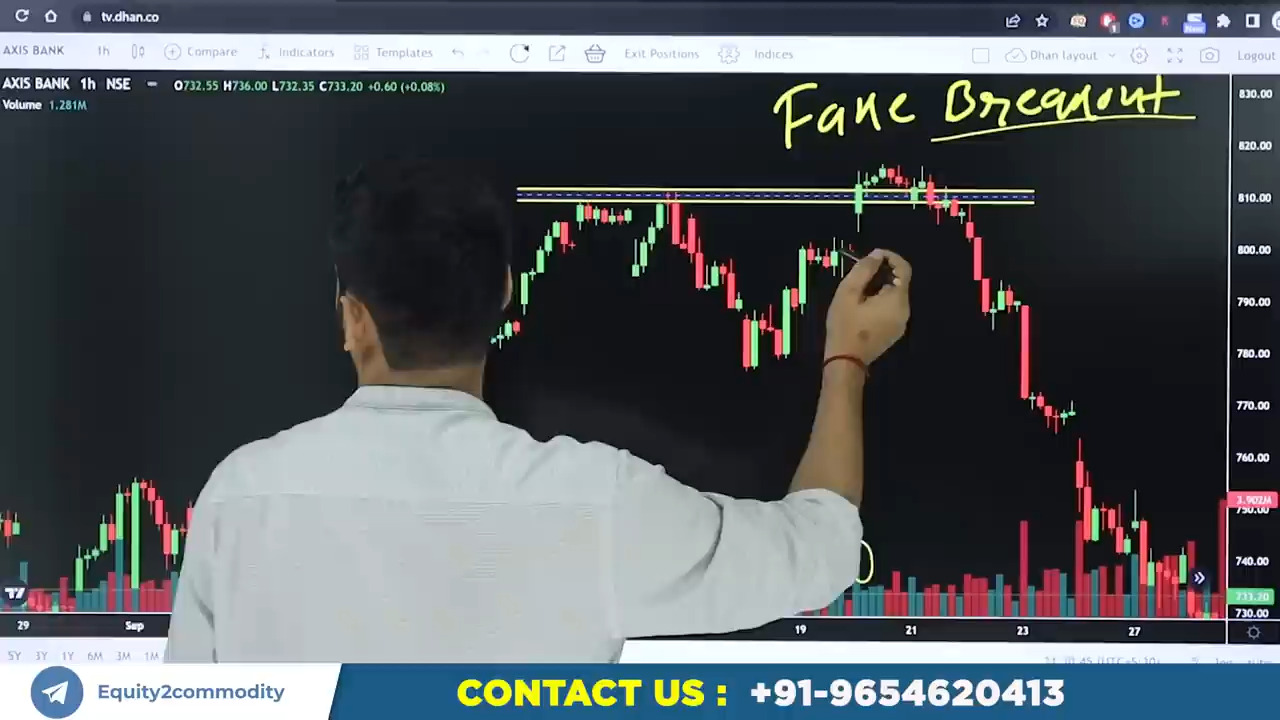 tv.dhan.co
New
1
AXIS BANK 1h Compare Indicators Templates Exit Positions Indices Dhan layout Logout
AXIS BANK 1h NSE O732.55 H736.00 L732.35 C733.20 +0.60 (+0.08%)
Volume 1.281M
Fake Breakout
830.00
820.00
810.00
800.00
790.00
780.00
770.00
760.00
3.902M
750.00
740.00
733.20
730.00
29 Sep 19 21 23 27
5Y 3Y 1Y 6M 3M 1M
Equity2commodity
CONTACT US : +91-9654620413